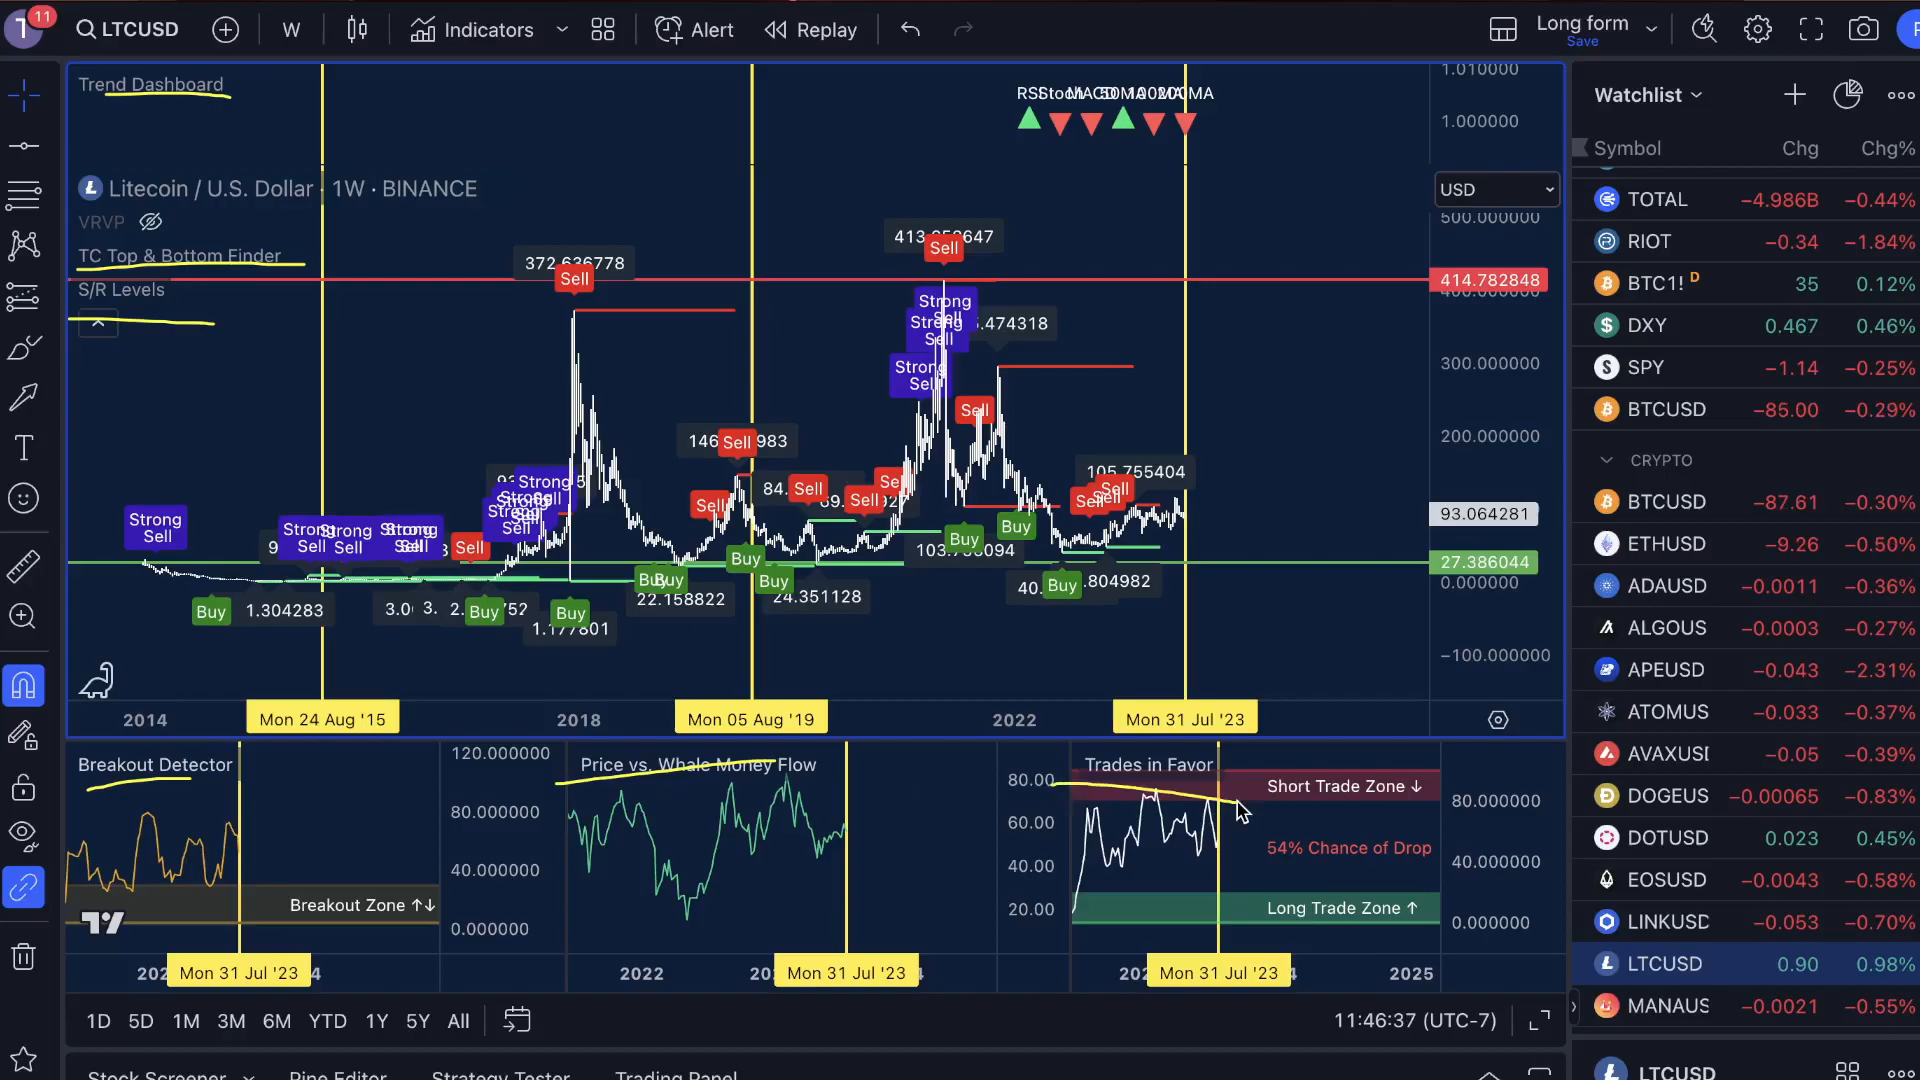 11
LTCUSD
W
Indicators
Alert
Replay
Long form
Save
Trend Dashboard
1.010000
1.000000
Litecoin / U.S. Dollar · 1W · BINANCE
VRVP
TC Top & Bottom Finder
S/R Levels
USD
500.000000
414.782848
300.000000
200.000000
93.064281
27.386044
0.000000
−100.000000
372.636778
Sell
Sell
Strong Sell
Strong Sell
Strong Sell
.474318
Sell
146
Sell
983
Sell
84.
Sell
Sell
105.755404
Sell
Sell
Strong Sell
Strong Sell
Strong Sell
Strong Sell
Sell
Strong
Buy
1.304283
Buy
Buy
1.177801
Buy
22.158822
Buy
Buy
24.351128
Buy
Buy
40.
Buy
.804982
2014
Mon 24 Aug '15
2018
Mon 05 Aug '19
2022
Mon 31 Jul '23
Breakout Detector
120.000000
80.000000
40.000000
0.000000
Breakout Zone ↑↓
Mon 31 Jul '23
Price vs. Whale Money Flow
80.00
60.00
40.00
20.00
2022
Mon 31 Jul '23
Trades in Favor
Short Trade Zone ↓
54% Chance of Drop
Long Trade Zone ↑
80.000000
40.000000
0.000000
Mon 31 Jul '23
2025
1D 5D 1M 3M 6M YTD 1Y 5Y All
11:46:37 (UTC-7)
Stock Screener
Pine Editor
Strategy Tester
Trading Panel
Watchlist
Symbol Chg Chg%
TOTAL −4.986B −0.44%
RIOT −0.34 −1.84%
BTC1! D 35 0.12%
DXY 0.467 0.46%
SPY −1.14 −0.25%
BTCUSD −85.00 −0.29%
CRYPTO
BTCUSD −87.61 −0.30%
ETHUSD −9.26 −0.50%
ADAUSD −0.0011 −0.36%
ALGOUS −0.0003 −0.27%
APEUSD −0.043 −2.31%
ATOMUS −0.033 −0.37%
AVAXUSI −0.05 −0.39%
DOGEUS −0.00065 −0.83%
DOTUSD 0.023 0.45%
EOSUSD −0.0043 −0.58%
LINKUSD −0.053 −0.70%
LTCUSD 0.90 0.98%
MANAUS −0.0021 −0.55%
LTCUSD